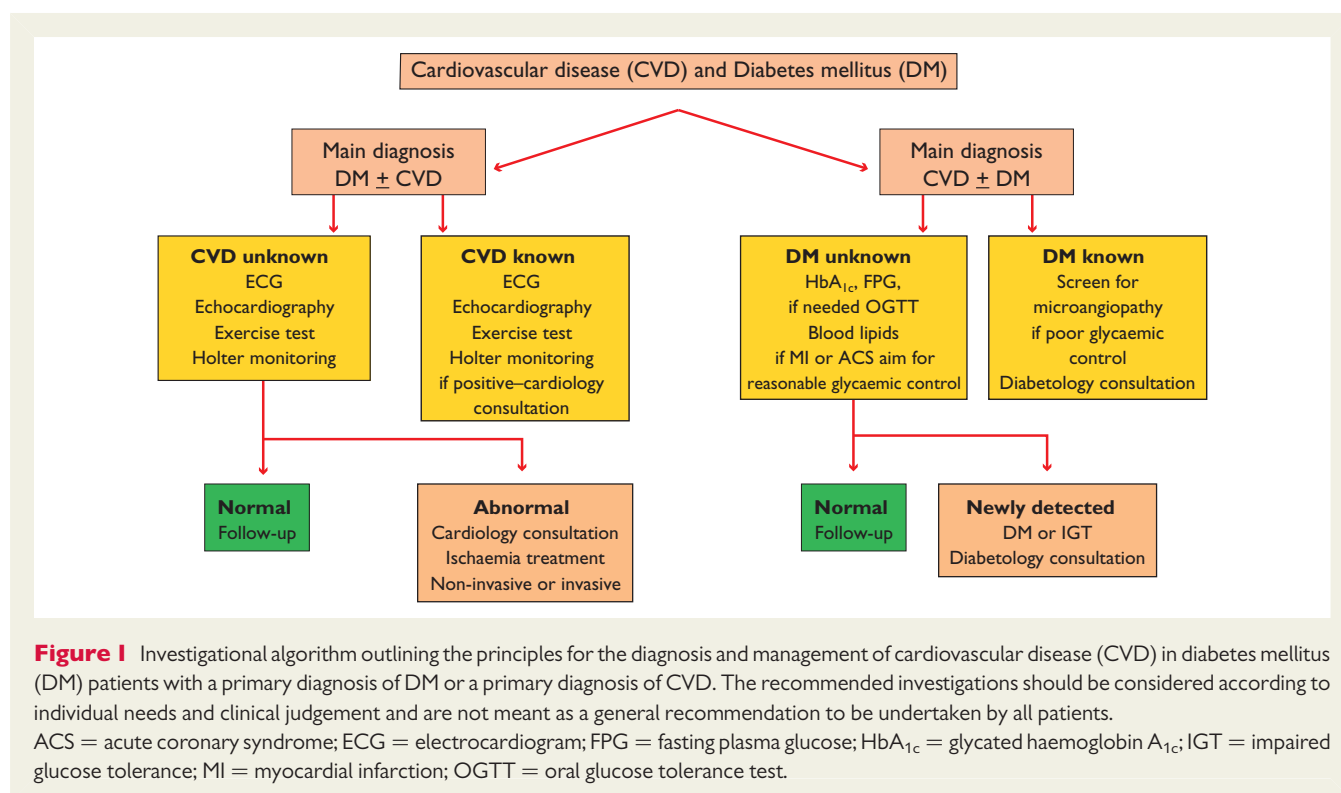 Cardiovascular disease (CVD) and Diabetes mellitus (DM)
Main diagnosis
DM ± CVD
Main diagnosis
CVD ± DM
CVD unknown
ECG
Echocardiography
Exercise test
Holter monitoring
CVD known
ECG
Echocardiography
Exercise test
Holter monitoring
if positive–cardiology
consultation
DM unknown
HbA1c, FPG,
if needed OGTT
Blood lipids
if MI or ACS aim for
reasonable glycaemic control
DM known
Screen for
microangiopathy
if poor glycaemic
control
Diabetology consultation
Normal
Follow-up
Abnormal
Cardiology consultation
Ischaemia treatment
Non-invasive or invasive
Normal
Follow-up
Newly detected
DM or IGT
Diabetology consultation
Figure 1 Investigational algorithm outlining the principles for the diagnosis and management of cardiovascular disease (CVD) in diabetes mellitus
(DM) patients with a primary diagnosis of DM or a primary diagnosis of CVD. The recommended investigations should be considered according to
individual needs and clinical judgement and are not meant as a general recommendation to be undertaken by all patients.
ACS = acute coronary syndrome; ECG = electrocardiogram; FPG = fasting plasma glucose; HbA1c = glycated haemoglobin A1c; IGT = impaired
glucose tolerance; MI = myocardial infarction; OGTT = oral glucose tolerance test.